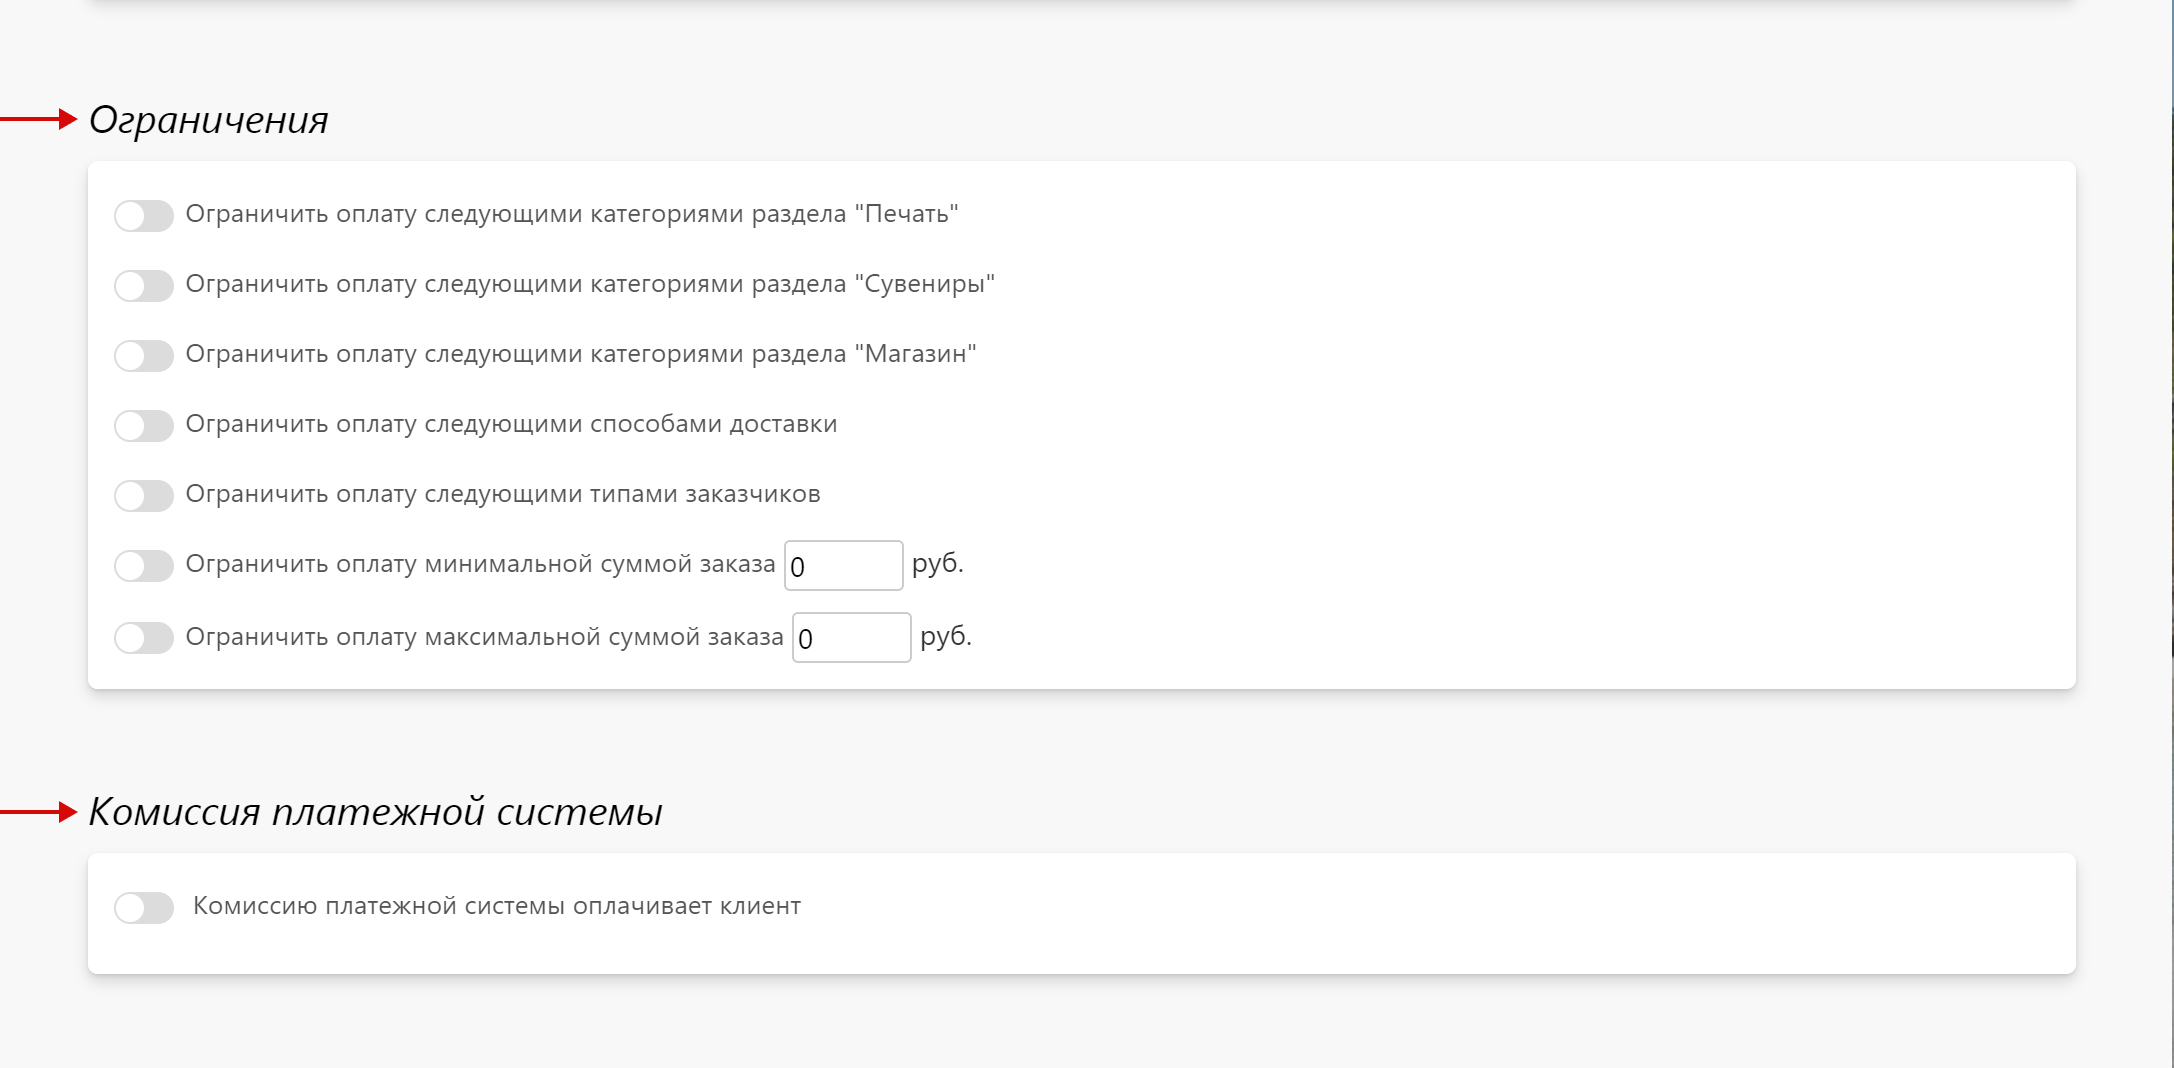 Ограничения
Ограничить оплату следующими категориями раздела "Печать"
Ограничить оплату следующими категориями раздела "Сувениры"
Ограничить оплату следующими категориями раздела "Магазин"
Ограничить оплату следующими способами доставки
Ограничить оплату следующими типами заказчиков
Ограничить оплату минимальной суммой заказа 0 руб.
Ограничить оплату максимальной суммой заказа 0 руб.
Комиссия платежной системы
Комиссию платежной системы оплачивает клиент